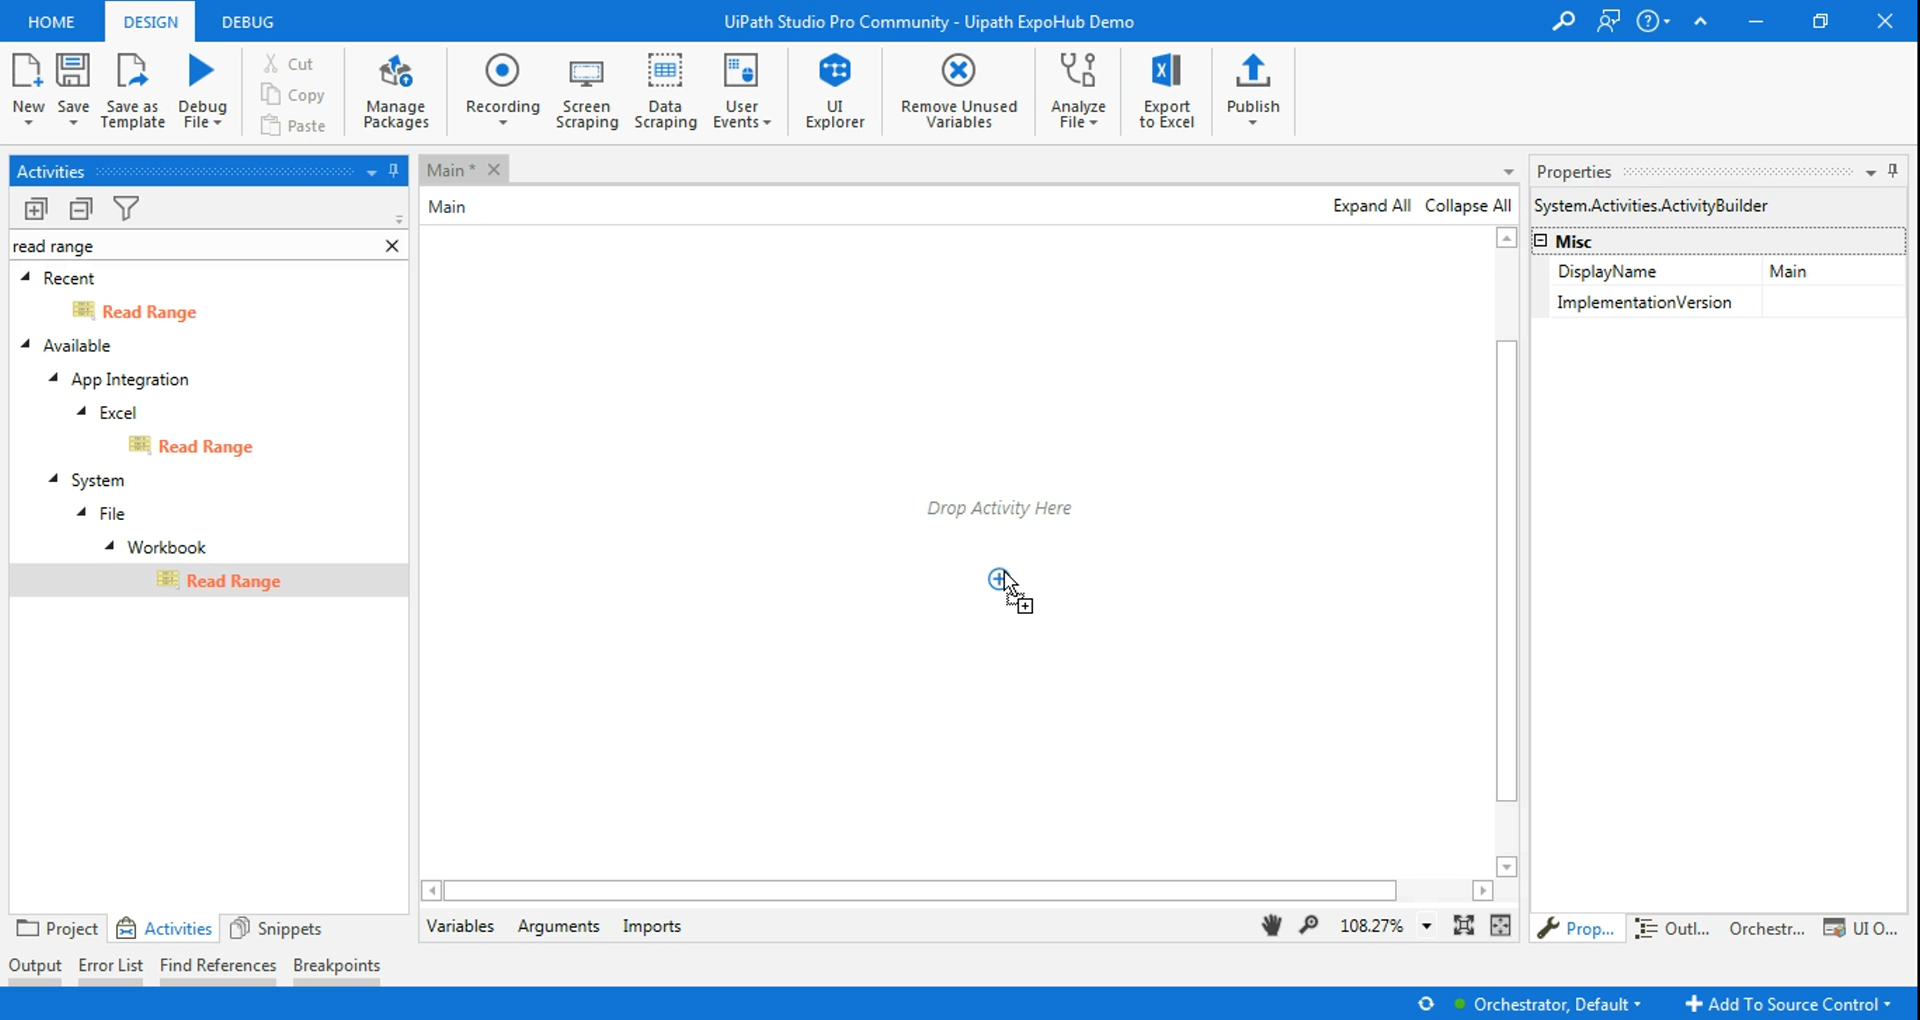 HOME DESIGN DEBUG UiPath Studio Pro Community - Uipath ExpoHub Demo
New Save Save as Template Debug File Cut Copy Paste Manage Packages Recording Screen Scraping Data Scraping User Events UI Explorer Remove Unused Variables Analyze File Export to Excel Publish
Activities
read range
Recent
Read Range
Available
App Integration
Excel
Read Range
System
File
Workbook
Read Range
Project Activities Snippets
Main *
Main Expand All Collapse All
Drop Activity Here
Variables Arguments Imports 108.27%
Properties
System.Activities.ActivityBuilder
Misc
DisplayName Main
ImplementationVersion
Prop... Outl... Orchestr... UI O...
Output Error List Find References Breakpoints
Orchestrator, Default Add To Source Control